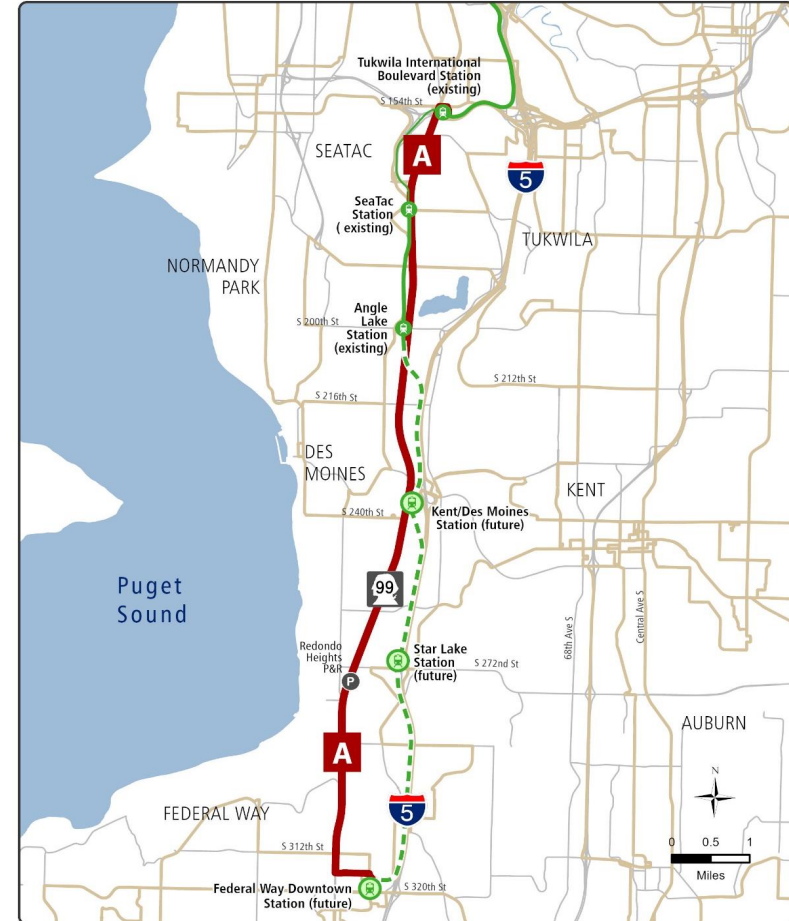 Tukwila International
Boulevard Station
(existing)
S 154th St
SEATAC
A
5
SeaTac
Station
( existing)
TUKWILA
NORMANDY
PARK
Angle
Lake
Station
(existing)
S 200th St
S 212th St
S 216th St
DES
MOINES
KENT
Kent/Des Moines
Station (future)
S 240th St
Puget
Sound
99
68th Ave S
Central Ave S
Redondo
Heights
P&R
P
Star Lake
Station
(future)
S 272nd St
AUBURN
A
N
5
FEDERAL WAY
0 0.5 1
Miles
S 312th St
Federal Way Downtown
Station (future)
S 320th St